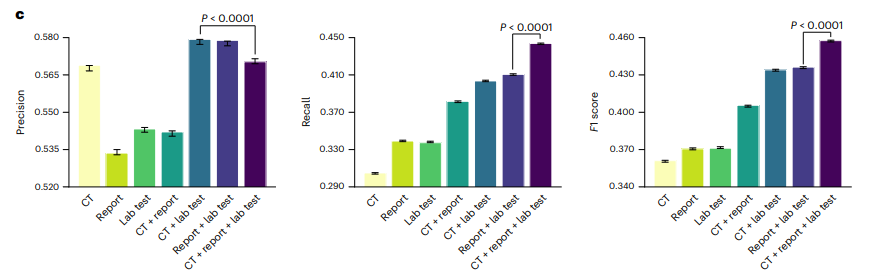 c
P < 0.0001
Precision
0.580
0.565
0.550
0.535
0.520
CT
Report
Lab test
CT + report
CT + lab test
Report + lab test
CT + report + lab test
P < 0.0001
Recall
0.450
0.410
0.370
0.330
0.290
CT
Report
Lab test
CT + report
CT + lab test
Report + lab test
CT + report + lab test
P < 0.0001
F1 score
0.460
0.430
0.400
0.370
0.340
CT
Report
Lab test
CT + report
CT + lab test
Report + lab test
CT + report + lab test